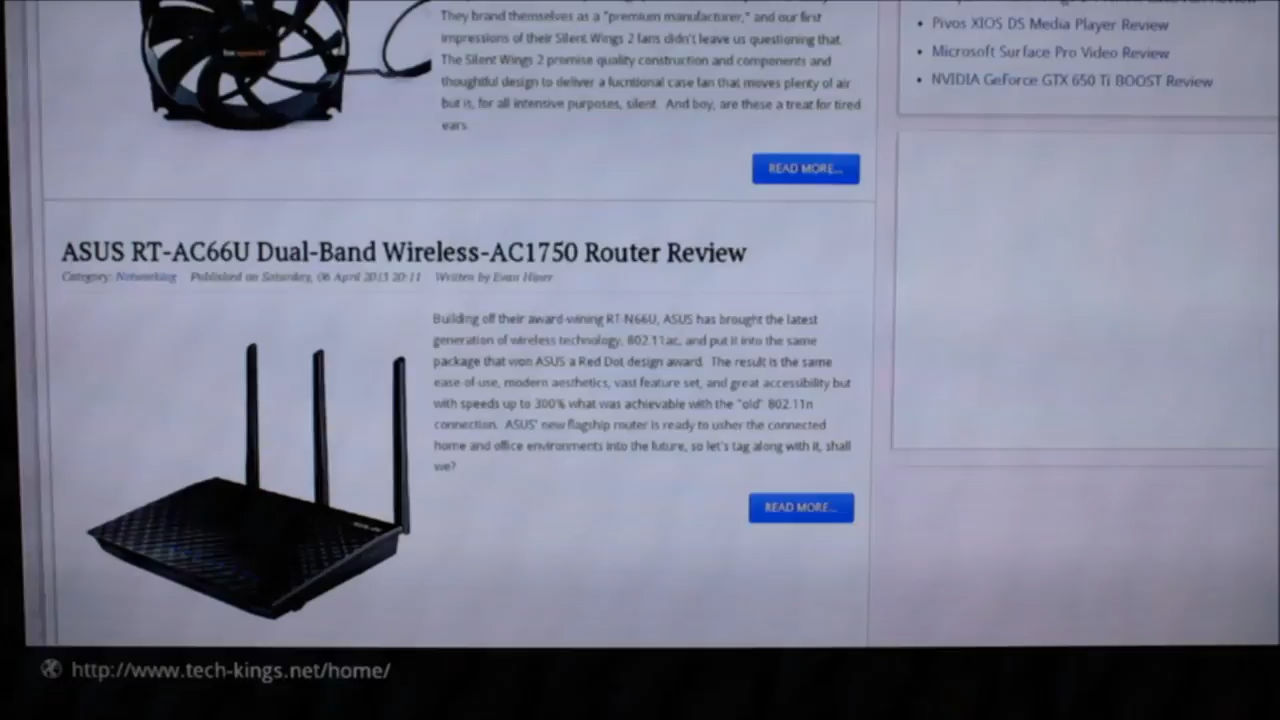 They brand themselves as a "premium manufacturer," and our first
impressions of their Silent Wings 2 fans didn't leave us questioning that.
The Silent Wings 2 promise quality construction and components and
thoughtful design to deliver a fucntional case fan that moves plenty of air
but is, for all intensive purposes, silent. And boy, are these a treat for tired
ears.
READ MORE...
Pivos XIOS DS Media Player Review
Microsoft Surface Pro Video Review
NVIDIA GeForce GTX 650 Ti BOOST Review
ASUS RT-AC66U Dual-Band Wireless-AC1750 Router Review
Category: Networking Published on Saturday, 06 April 2013 20:11 Written by Evan
Building off their award-wining RT-N66U, ASUS has brought the latest
generation of wireless technology, 802.11ac, and put it into the same
package that won ASUS a Red Dot design award. The result is the same
ease of use, modern aesthetics, vast feature set, and great accessibility but
with speeds up to 300% what was achievable with the "old" 802.11n
connection. ASUS' new flagship router is ready to usher the connected
home and office environments into the future, so let's tag along with it, shall
we?
READ MORE...
http://www.tech-kings.net/home/